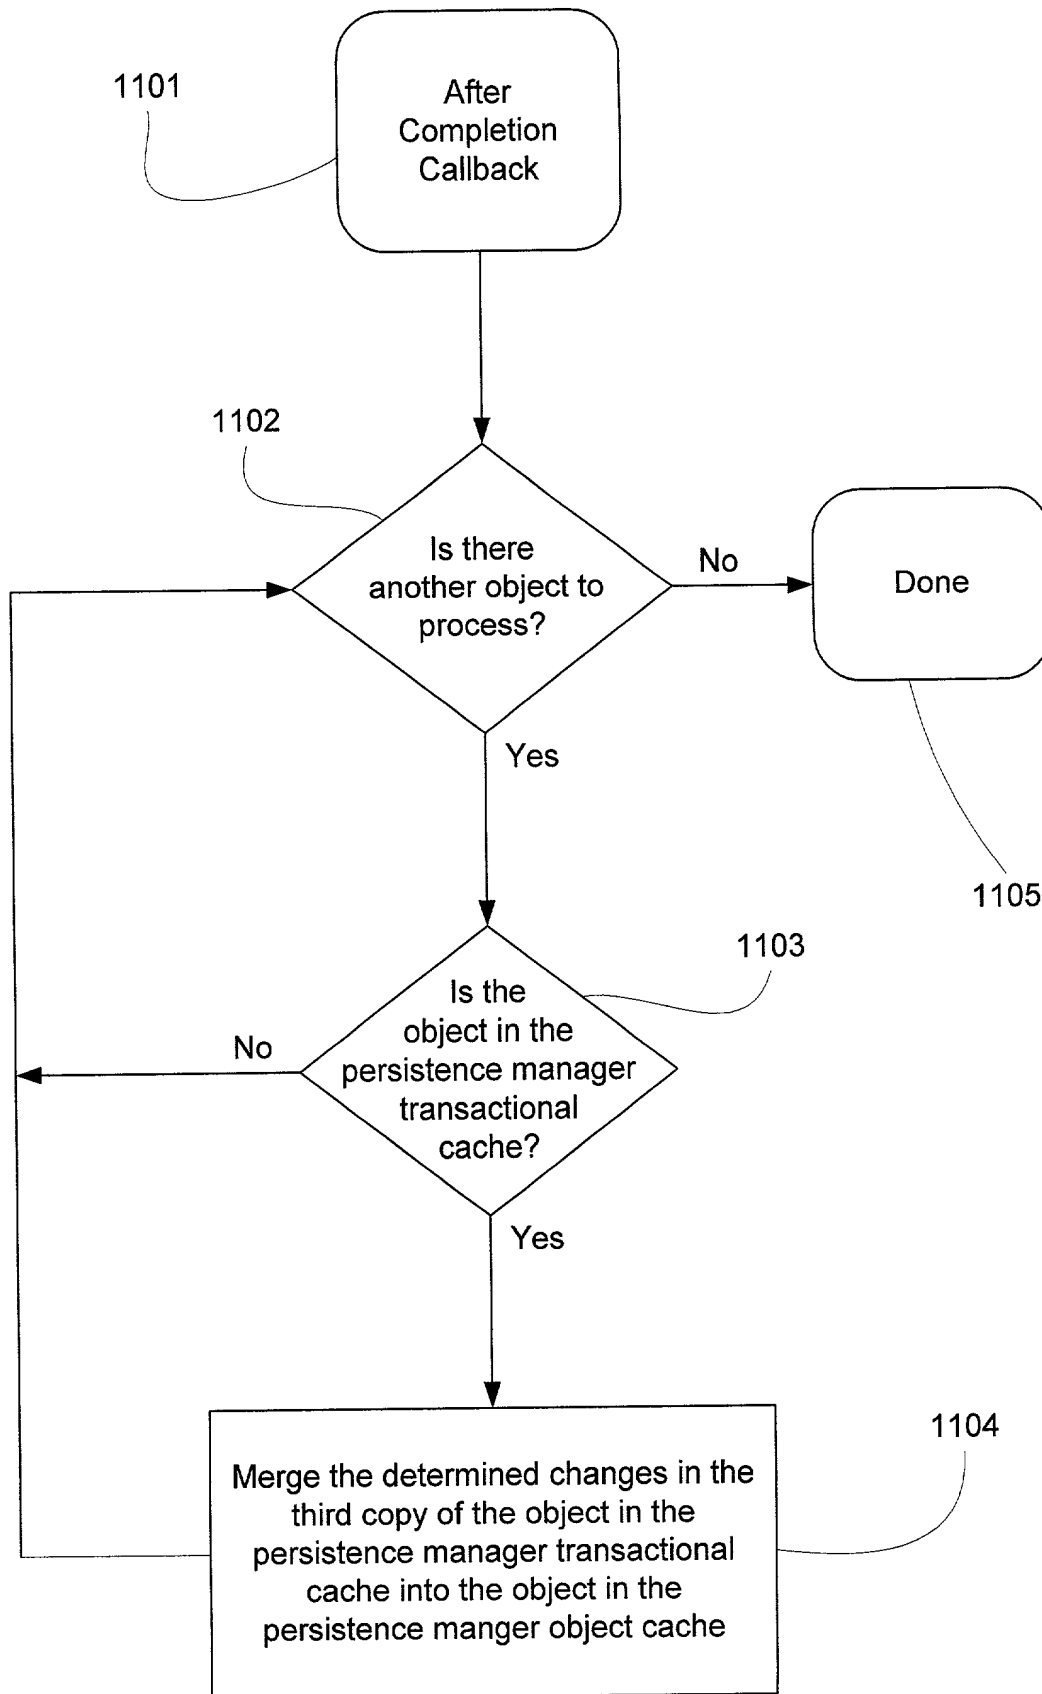 1101
After
Completion
Callback
1102
Is there
another object to
process?
No
Done
Yes
1105
1103
Is the
object in the
persistence manager
transactional
cache?
No
Yes
1104
Merge the determined changes in the
third copy of the object in the
persistence manager transactional
cache into the object in the
persistence manger object cache